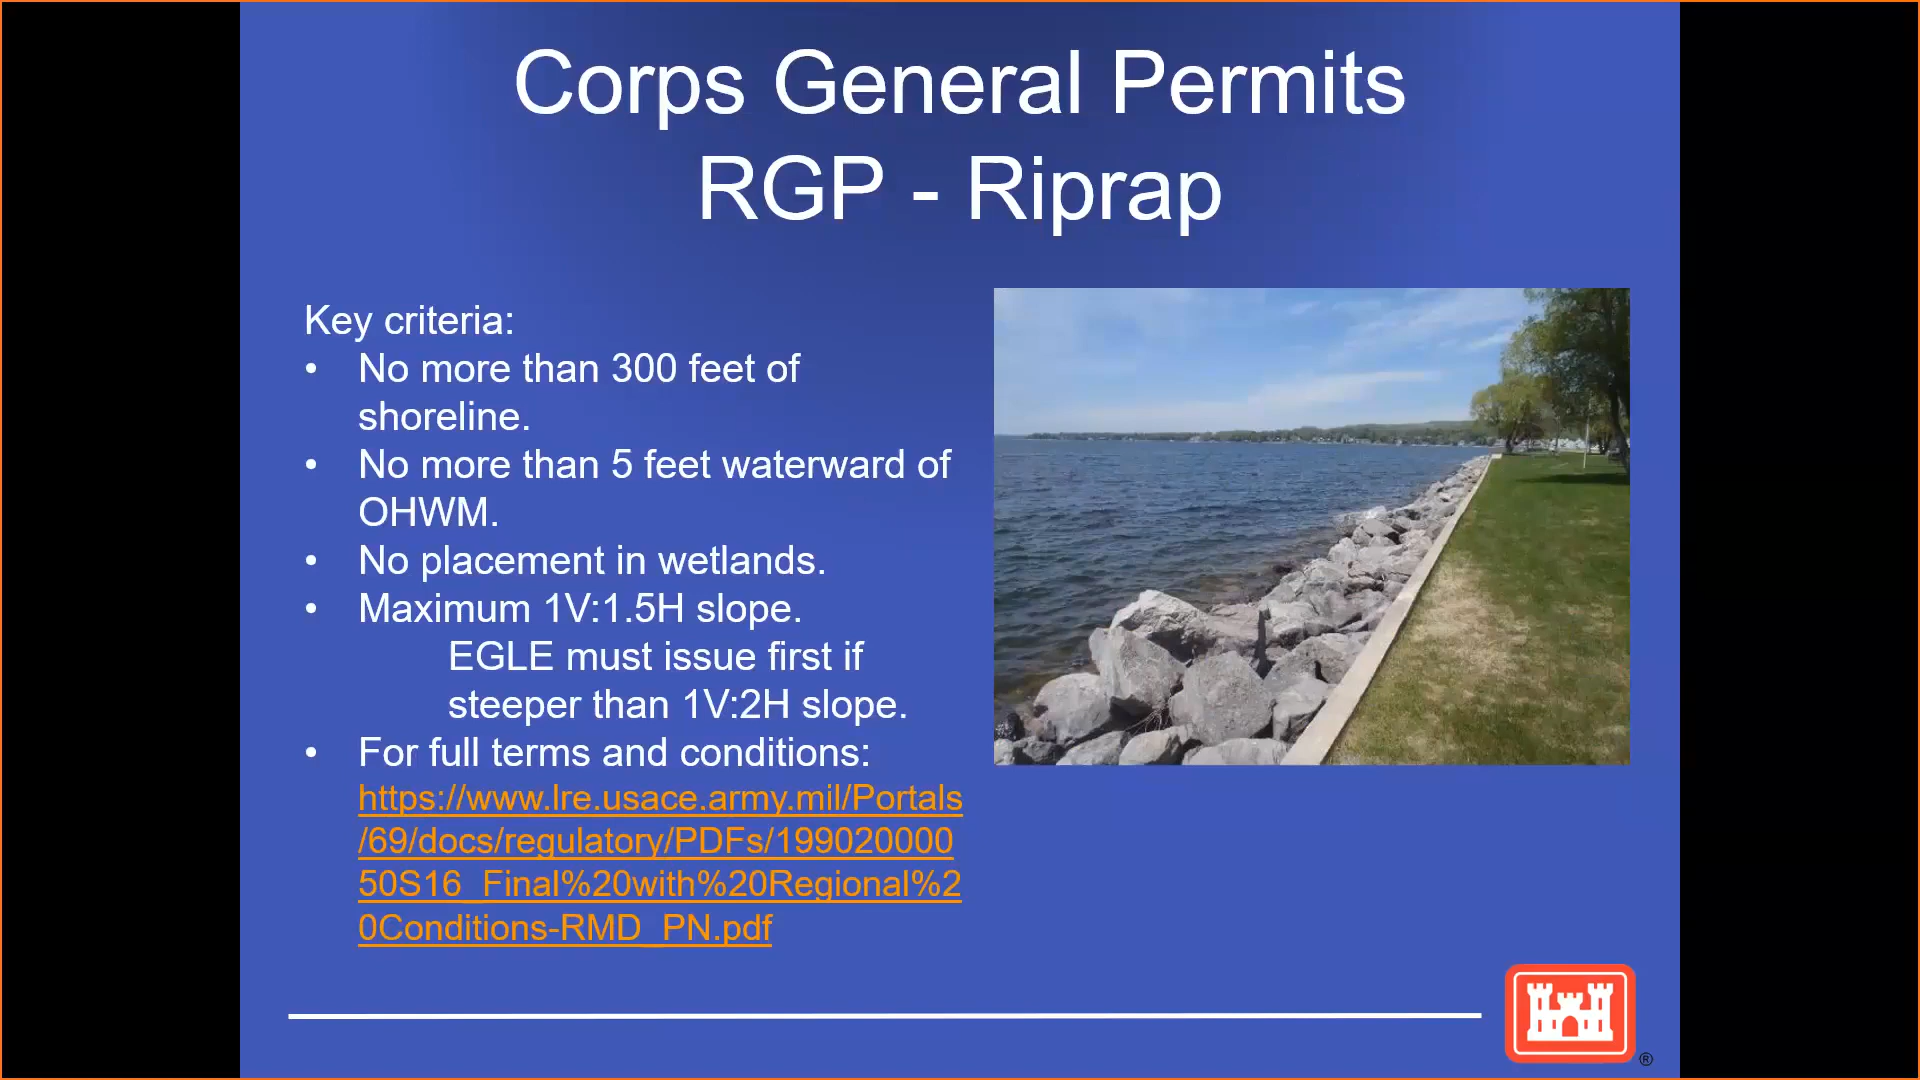 Corps General Permits
RGP - Riprap
Key criteria:
• No more than 300 feet of
shoreline.
• No more than 5 feet waterward of
OHWM.
• No placement in wetlands.
• Maximum 1V:1.5H slope.
EGLE must issue first if
steeper than 1V:2H slope.
• For full terms and conditions:
https://www.lre.usace.army.mil/Portals
/69/docs/regulatory/PDFs/199020000
50S16_Final%20with%20Regional%2
0Conditions-RMD_PN.pdf
®